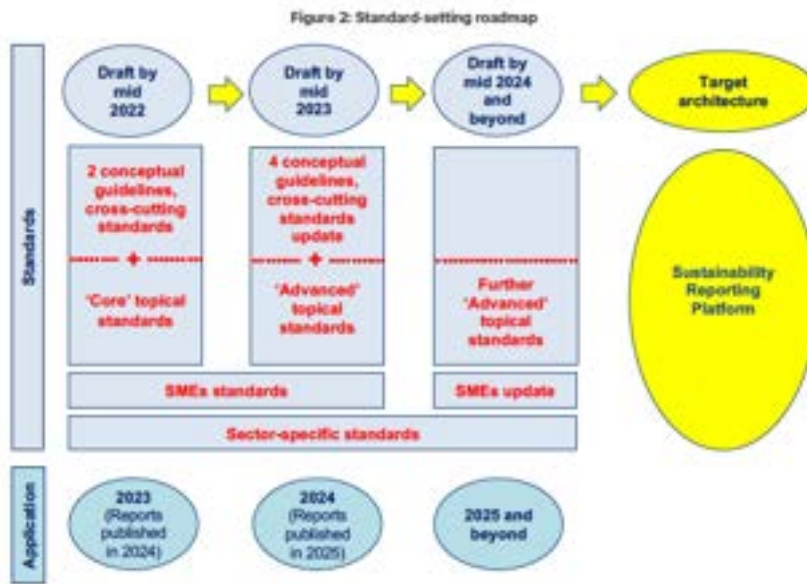 Figure 2: Standard-setting roadmap
Draft by
mid
2022
Draft by
mid
2023
Draft by
mid 2024
and
beyond
Target
architecture
Standards
2 conceptual
guidelines,
cross-cutting
standards
+
'Core' topical
standards
4 conceptual
guidelines,
cross-cutting
standards
update
+
'Advanced'
topical
standards
Further
'Advanced'
topical
standards
Sustainability
Reporting
Platform
SMEs standards
SMEs update
Sector-specific standards
Application
2023
(Reports
published
in 2024)
2024
(Reports
published
in 2025)
2025 and
beyond